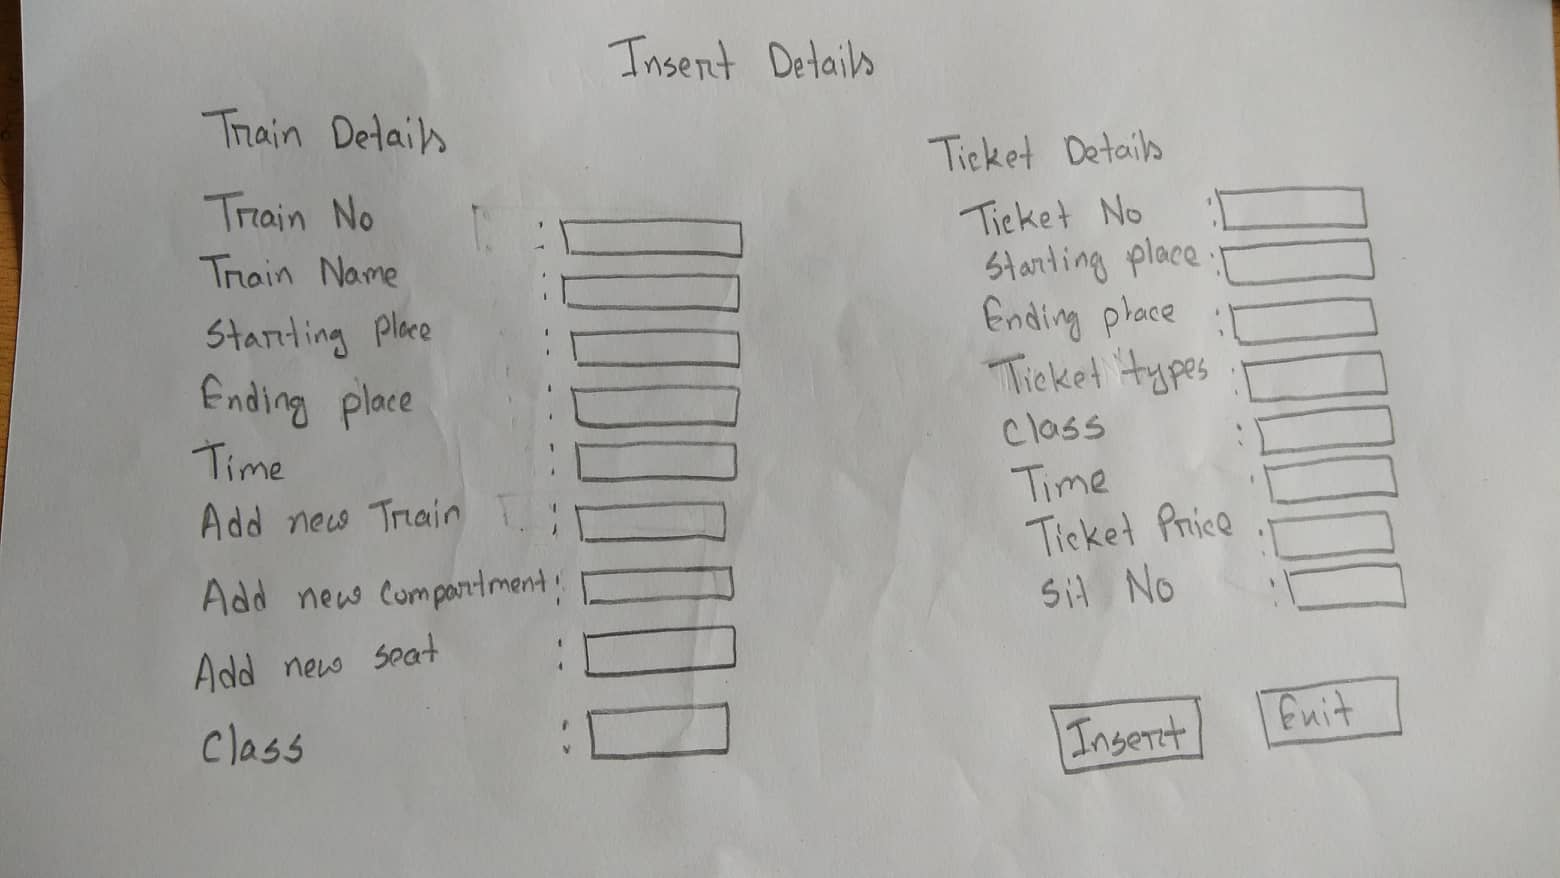 Insert Details
Train Details
Train No :
Train Name :
Starting place :
Ending place :
Time :
Add new Train :
Add new compartment :
Add new seat :
Class :
Ticket Details
Ticket No :
Starting place :
Ending place :
Ticket types :
Class :
Time :
Ticket Price :
Sit No :
Insert
Exit